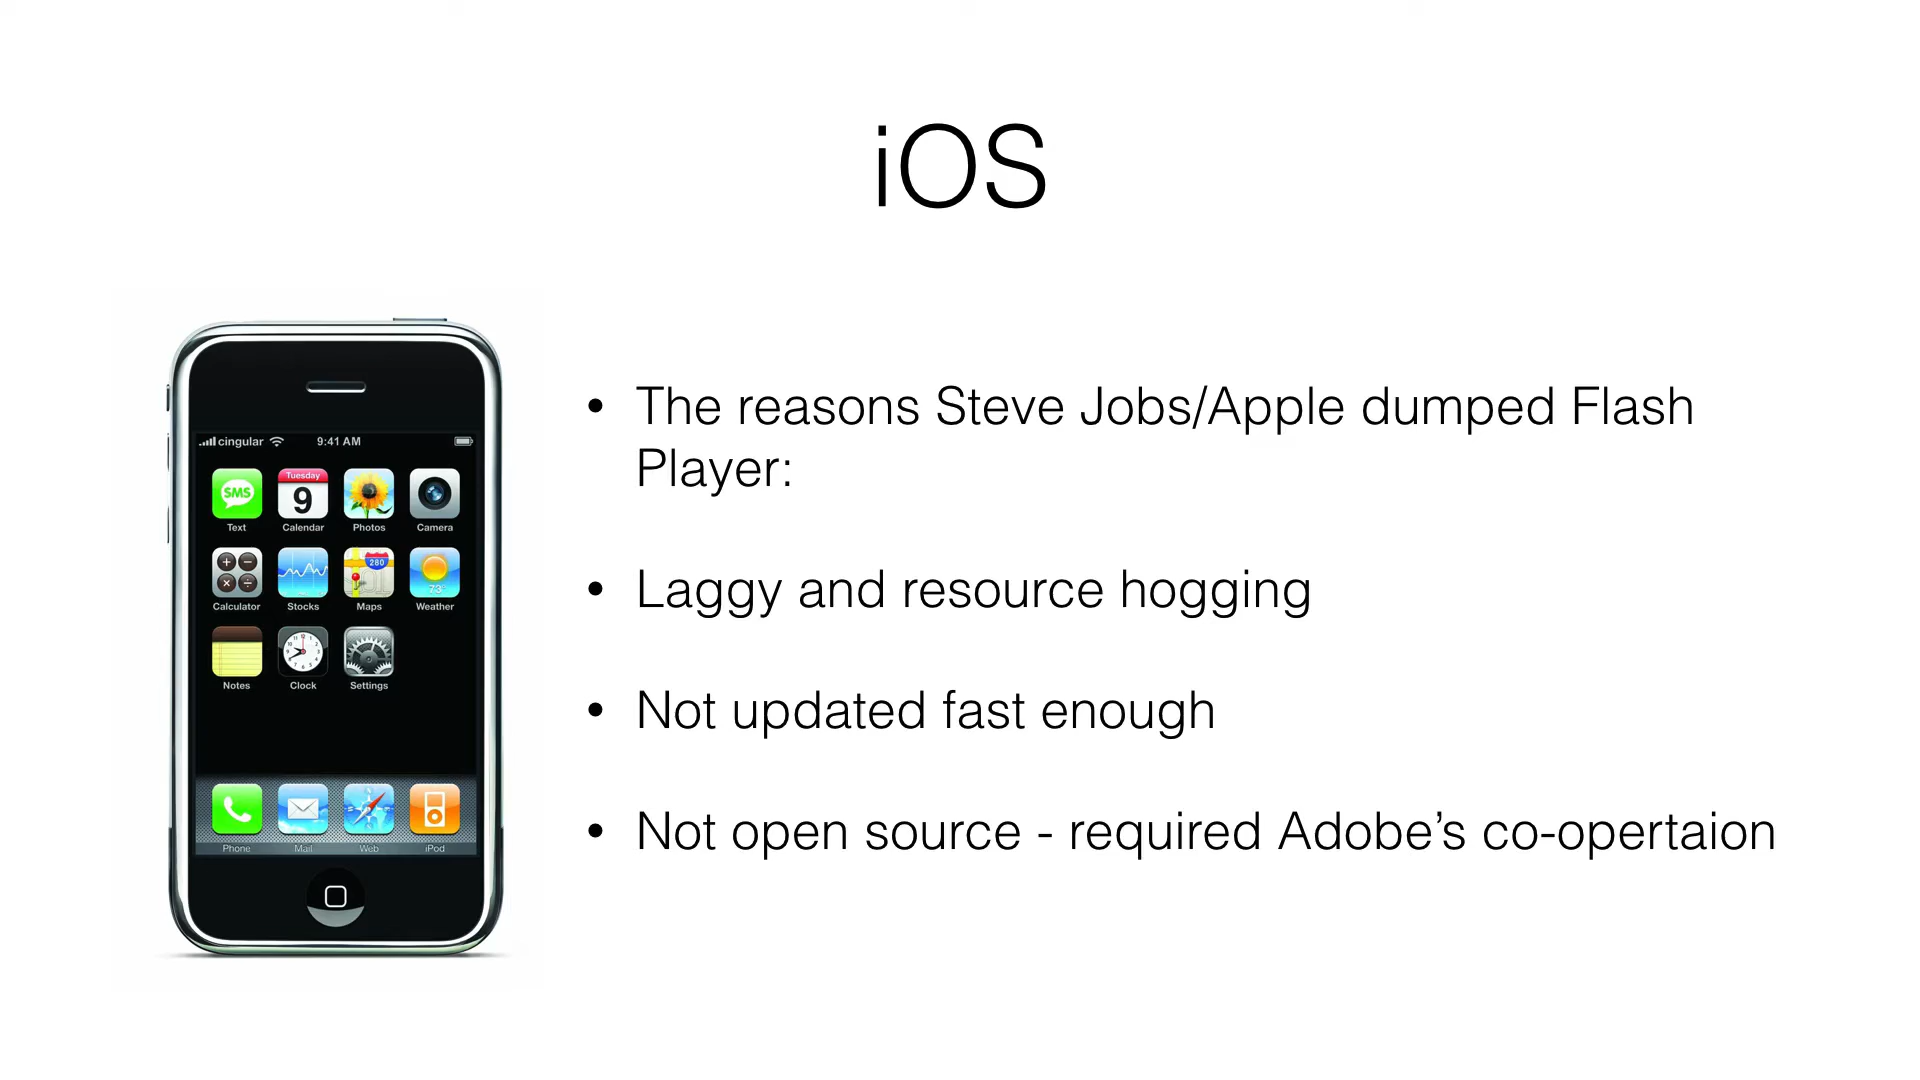 iOS
cingular 9:41 AM
SMS Tuesday 9 280 73°
Text Calendar Photos Camera
Calculator Stocks Maps Weather
Notes Clock Settings
Phone Mail Web iPod
• The reasons Steve Jobs/Apple dumped Flash
Player:
• Laggy and resource hogging
• Not updated fast enough
• Not open source - required Adobe’s co-opertaion